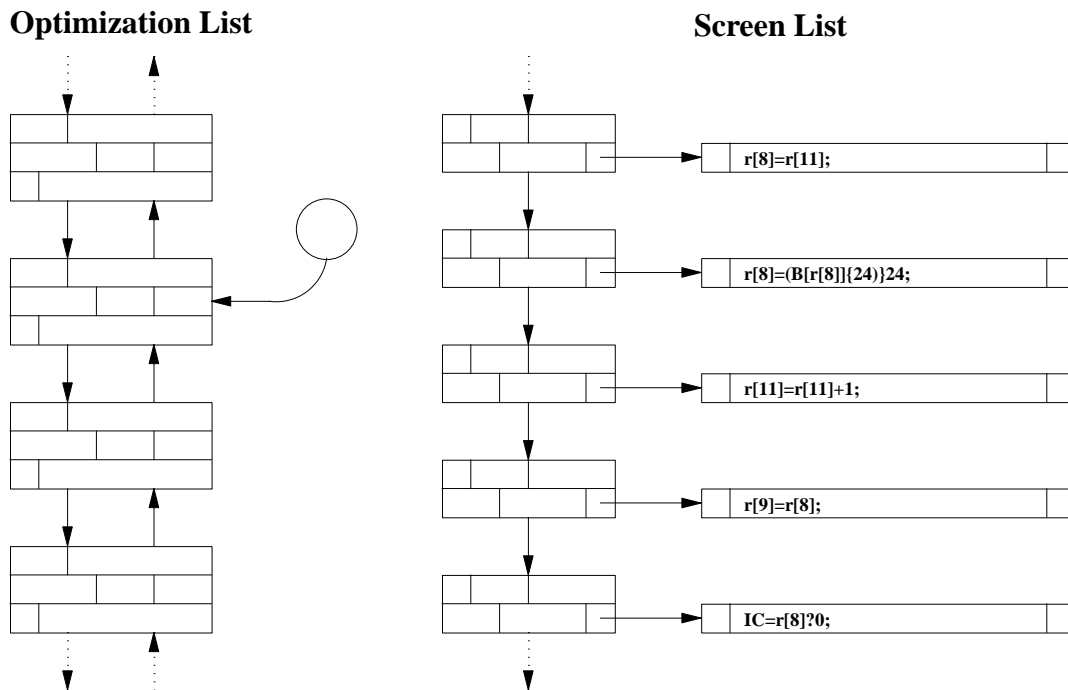 Optimization List
Screen List
r[8]=r[11];
r[8]=(B[r[8]]{24)}24;
r[11]=r[11]+1;
r[9]=r[8];
IC=r[8]?0;